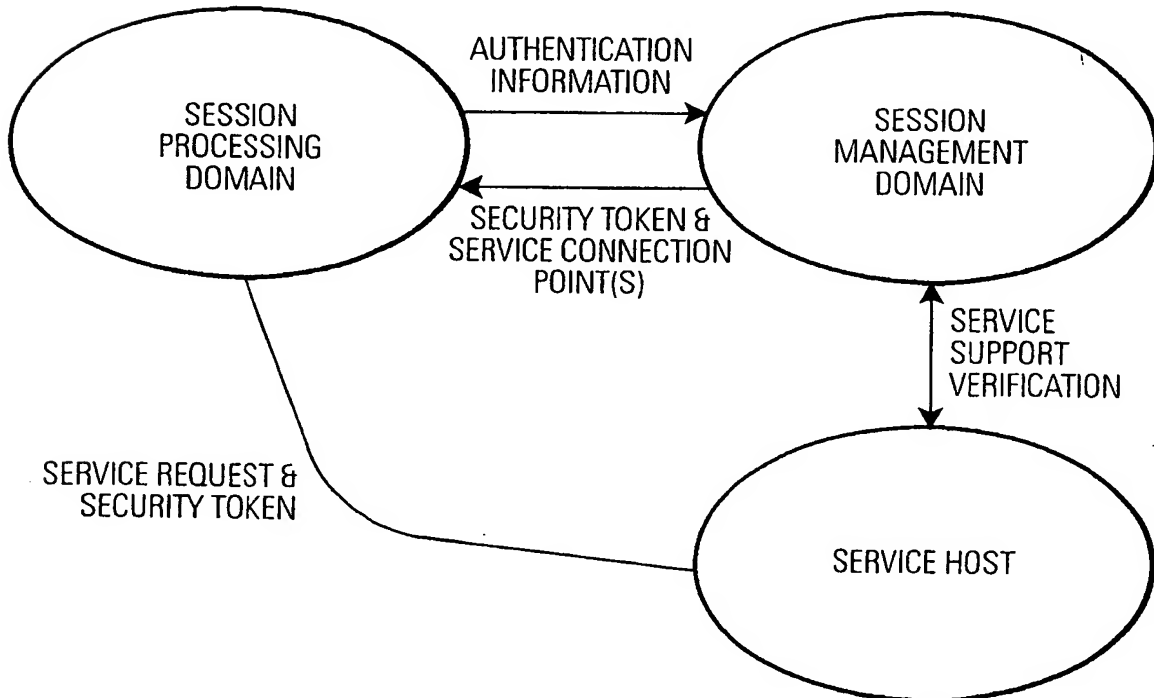 AUTHENTICATION
INFORMATION
SESSION
PROCESSING
DOMAIN
SESSION
MANAGEMENT
DOMAIN
SECURITY TOKEN &
SERVICE CONNECTION
POINT(S)
SERVICE
SUPPORT
VERIFICATION
SERVICE REQUEST &
SECURITY TOKEN
SERVICE HOST